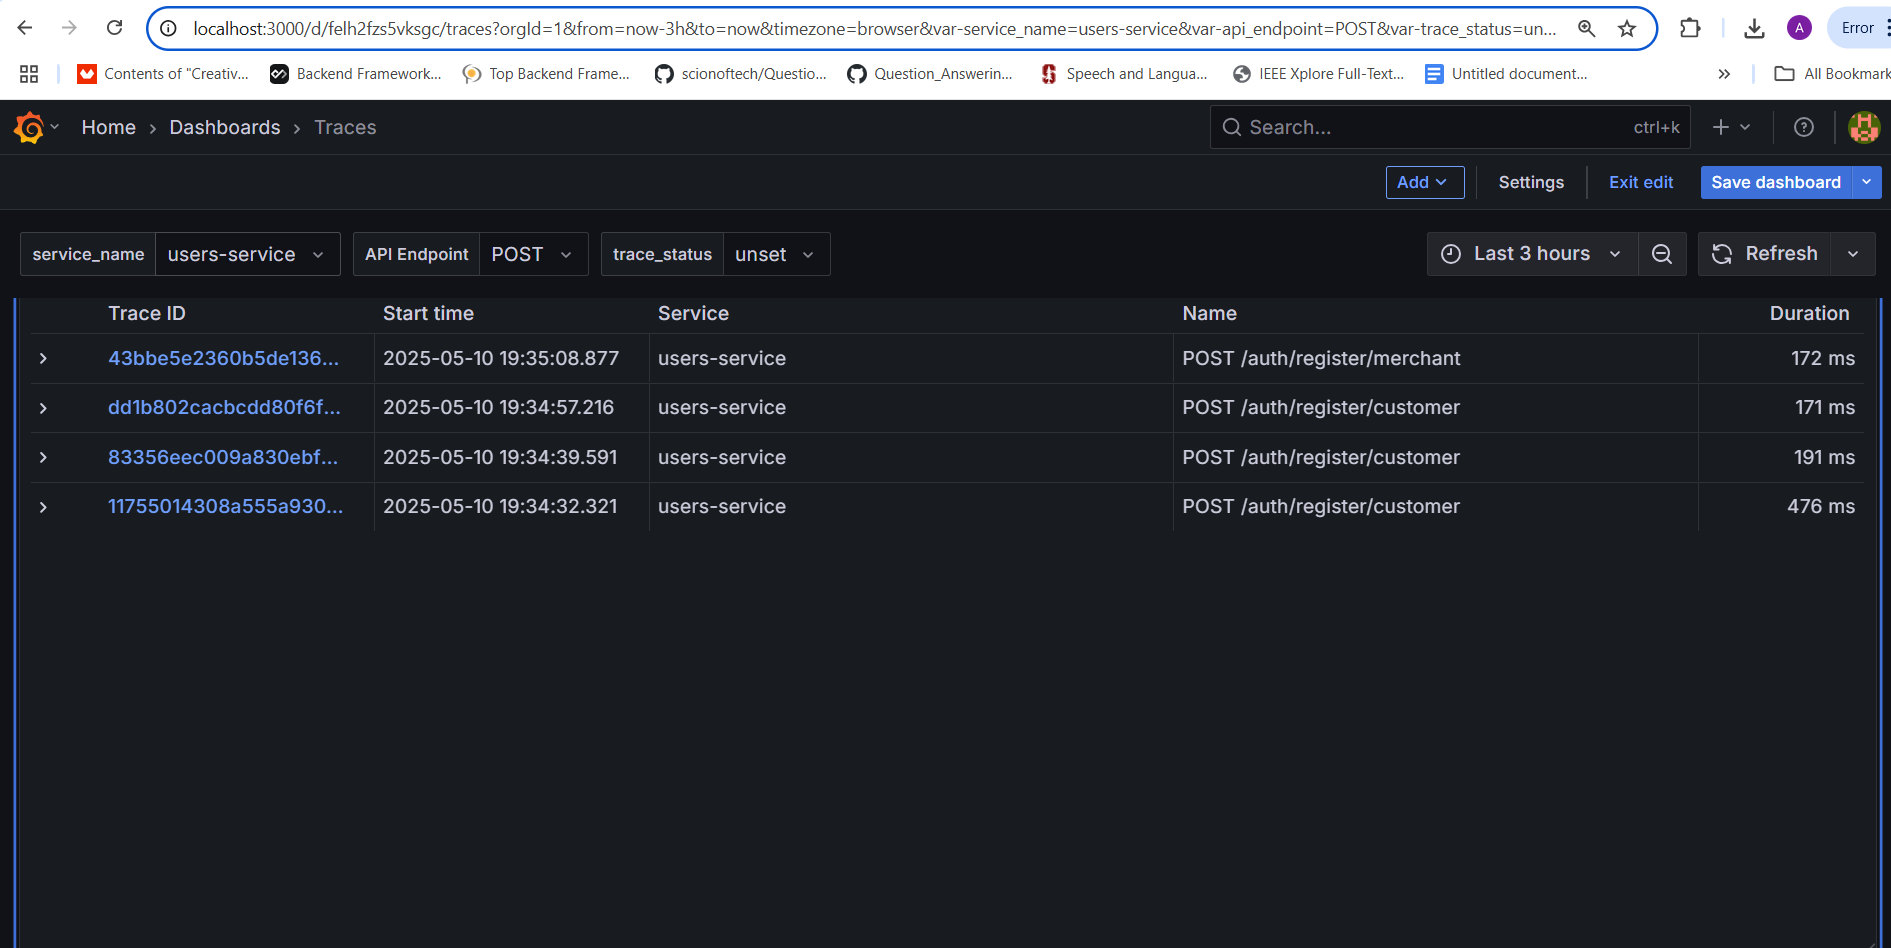 localhost:3000/d/felh2fzs5vksgc/traces?orgId=1&from=now-3h&to=now&timezone=browser&var-service_name=users-service&var-api_endpoint=POST&var-trace_status=un...
A
Error
Contents of "Creativ...
Backend Framework...
Top Backend Frame...
scionoftech/Questio...
Question_Answerin...
Speech and Langua...
IEEE Xplore Full-Text...
Untitled document...
All Bookmark
Home > Dashboards > Traces
Search... ctrl+k
Add Settings Exit edit Save dashboard
service_name users-service API Endpoint POST trace_status unset Last 3 hours Refresh
Trace ID Start time Service Name Duration
43bbe5e2360b5de136... 2025-05-10 19:35:08.877 users-service POST /auth/register/merchant 172 ms
dd1b802cacbcdd80f6f... 2025-05-10 19:34:57.216 users-service POST /auth/register/customer 171 ms
83356eec009a830ebf... 2025-05-10 19:34:39.591 users-service POST /auth/register/customer 191 ms
11755014308a555a930... 2025-05-10 19:34:32.321 users-service POST /auth/register/customer 476 ms